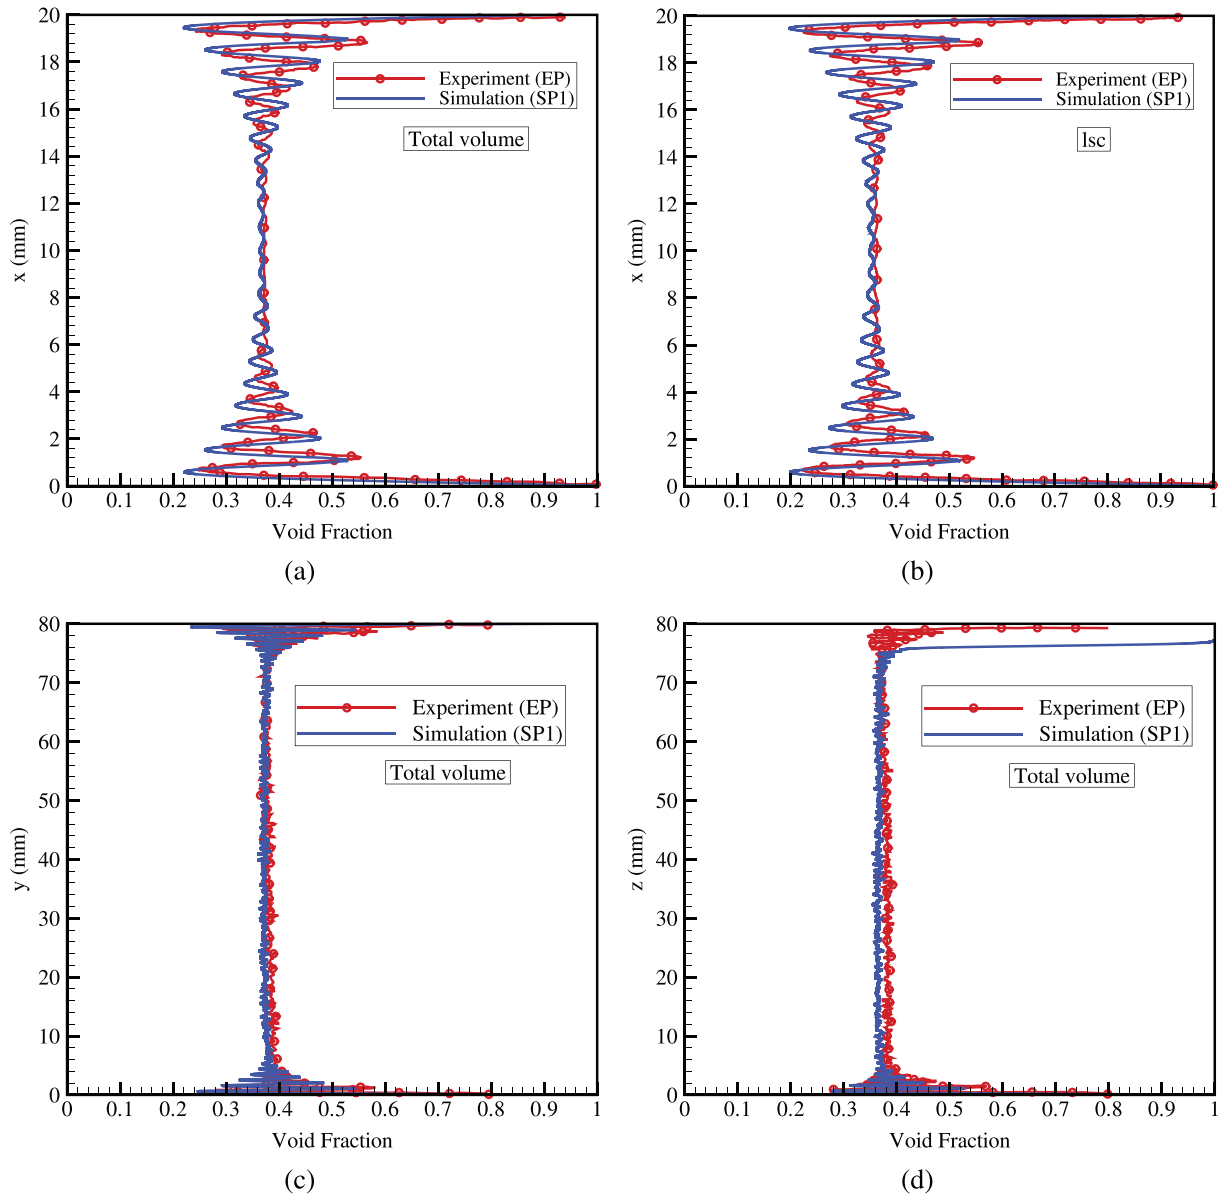 20
18
16
14
12
10
8
6
4
2
0
x (mm)
Experiment (EP)
Simulation (SP1)
Total volume
0 0.1 0.2 0.3 0.4 0.5 0.6 0.7 0.8 0.9 1
Void Fraction
(a)
20
18
16
14
12
10
8
6
4
2
0
x (mm)
Experiment (EP)
Simulation (SP1)
lsc
0 0.1 0.2 0.3 0.4 0.5 0.6 0.7 0.8 0.9 1
Void Fraction
(b)
80
70
60
50
40
30
20
10
0
y (mm)
Experiment (EP)
Simulation (SP1)
Total volume
0 0.1 0.2 0.3 0.4 0.5 0.6 0.7 0.8 0.9 1
Void Fraction
(c)
80
70
60
50
40
30
20
10
0
z (mm)
Experiment (EP)
Simulation (SP1)
Total volume
0 0.1 0.2 0.3 0.4 0.5 0.6 0.7 0.8 0.9 1
Void Fraction
(d)